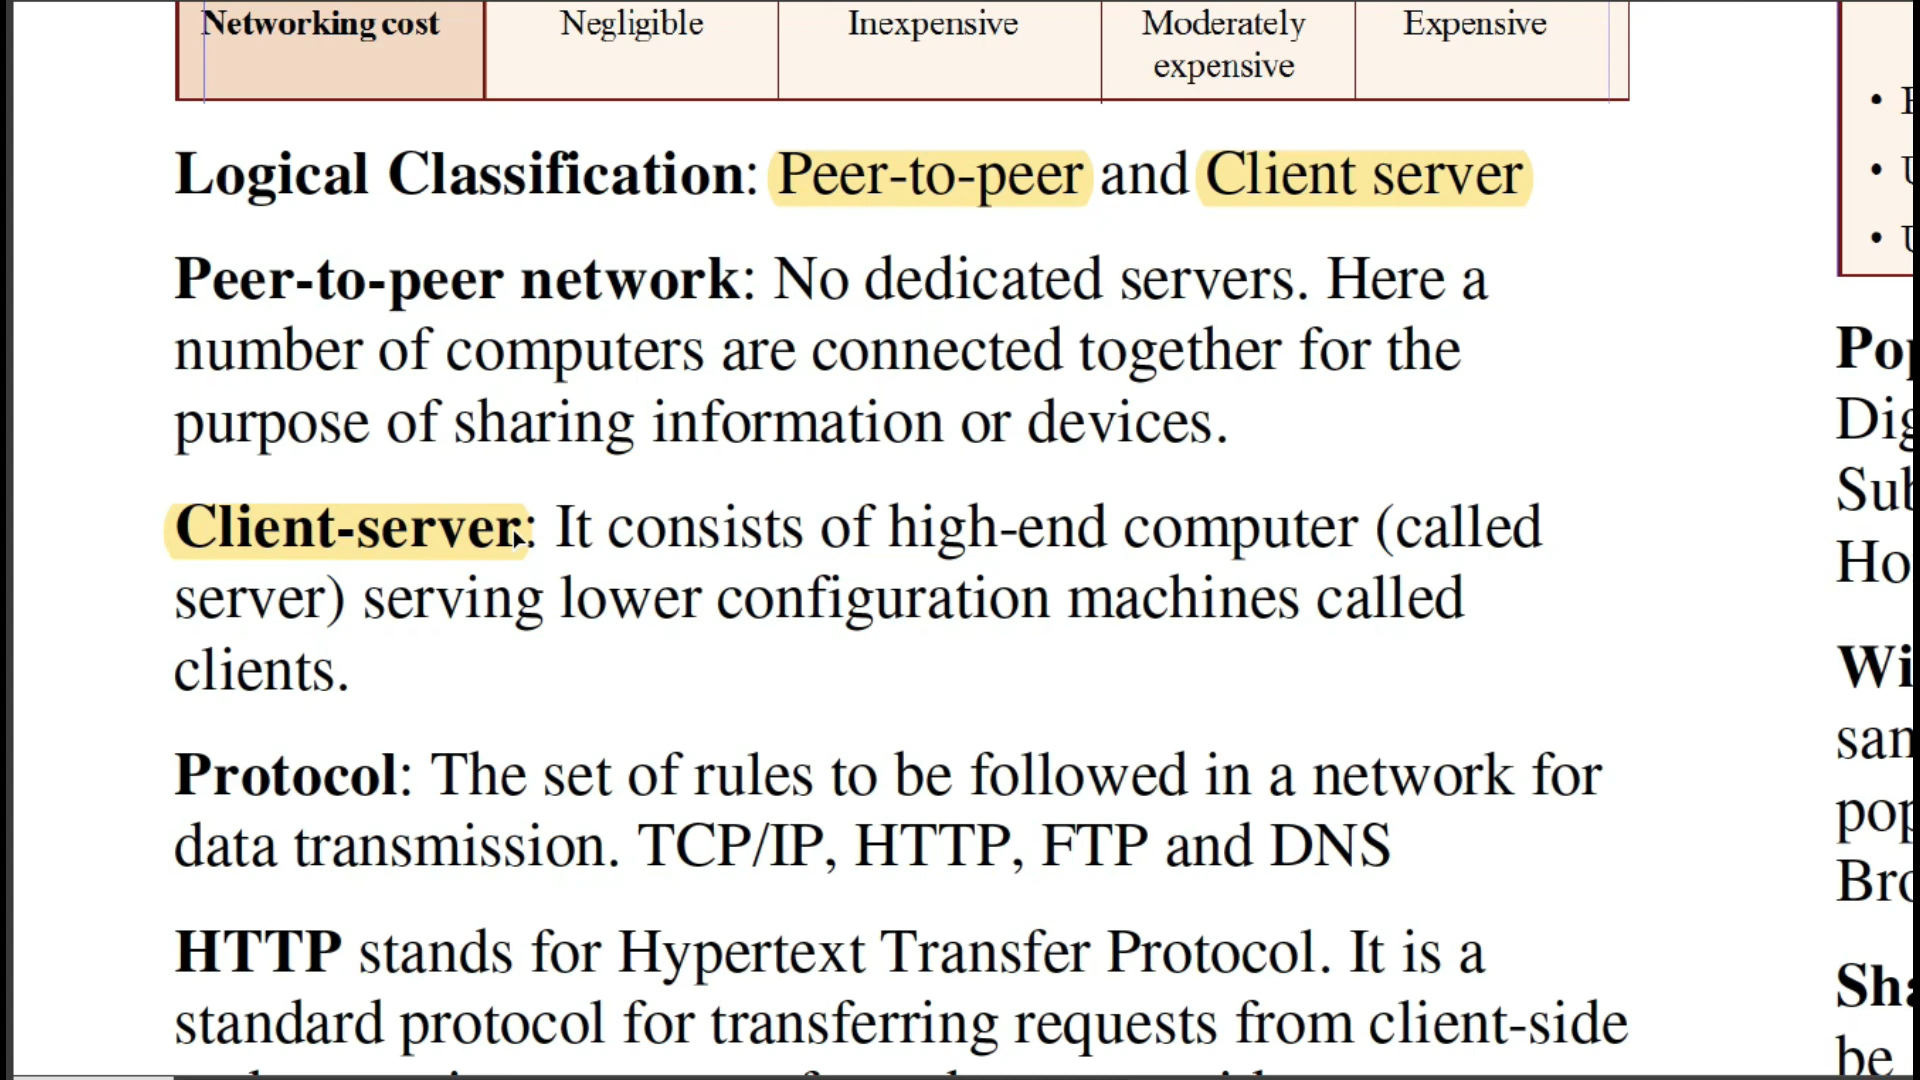 Networking cost Negligible Inexpensive Moderately expensive Expensive
Logical Classification: Peer-to-peer and Client server
Peer-to-peer network: No dedicated servers. Here a
number of computers are connected together for the
purpose of sharing information or devices.
Client-server: It consists of high-end computer (called
server) serving lower configuration machines called
clients.
Protocol: The set of rules to be followed in a network for
data transmission. TCP/IP, HTTP, FTP and DNS
HTTP stands for Hypertext Transfer Protocol. It is a
standard protocol for transferring requests from client-side
be